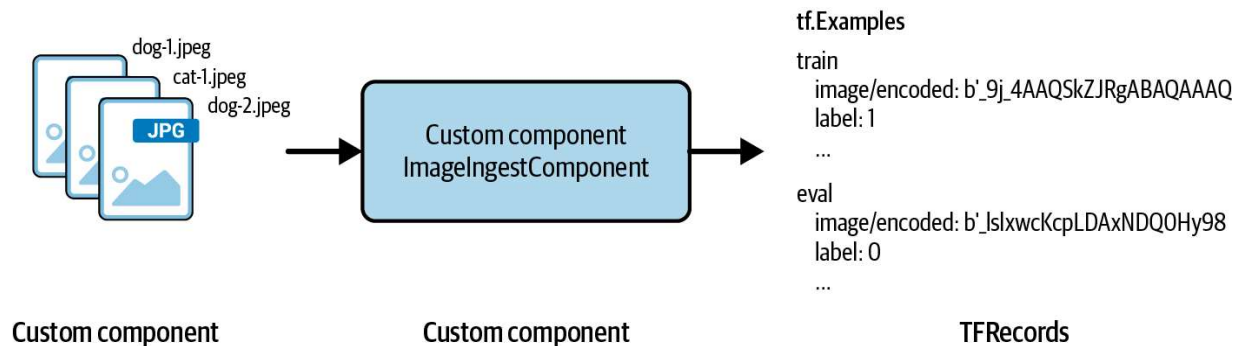 dog-1.jpeg
cat-1.jpeg
dog-2.jpeg
JPG
Custom component
Custom component
ImageIngestComponent
Custom component
tf.Examples
train
image/encoded: b'_9j_4AAQSkZJRgABAQAAAQ
label: 1
...
eval
image/encoded: b'_lslxwcKcpLDAxNDQ0Hy98
label: 0
...
TFRecords